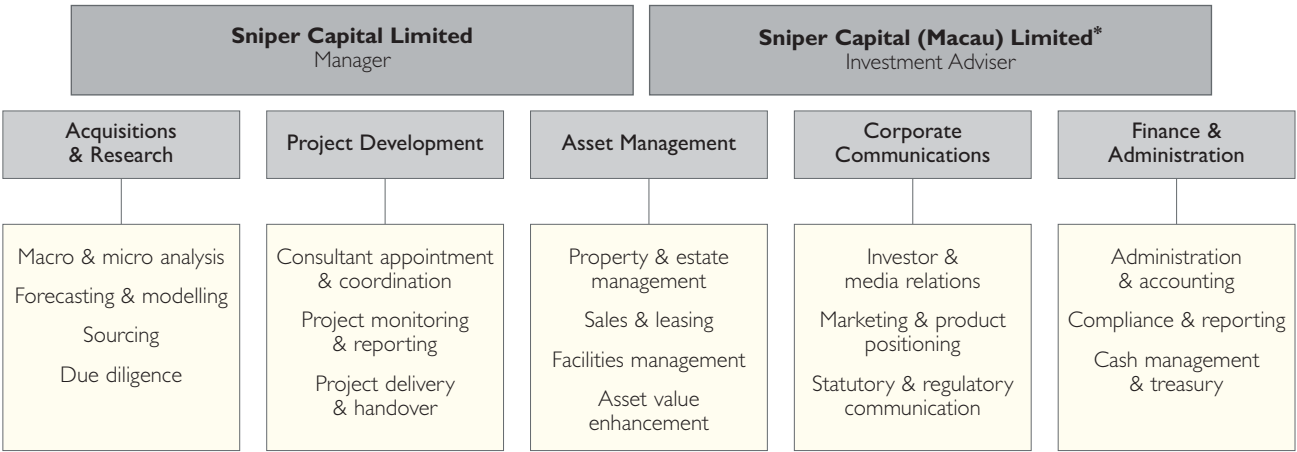 Sniper Capital Limited
Manager
Sniper Capital (Macau) Limited*
Investment Adviser
Acquisitions
& Research
Project Development
Asset Management
Corporate
Communications
Finance &
Administration
Macro & micro analysis
Forecasting & modelling
Sourcing
Due diligence
Consultant appointment
& coordination
Project monitoring
& reporting
Project delivery
& handover
Property & estate
management
Sales & leasing
Facilities management
Asset value
enhancement
Investor &
media relations
Marketing & product
positioning
Statutory & regulatory
communication
Administration
& accounting
Compliance & reporting
Cash management
& treasury